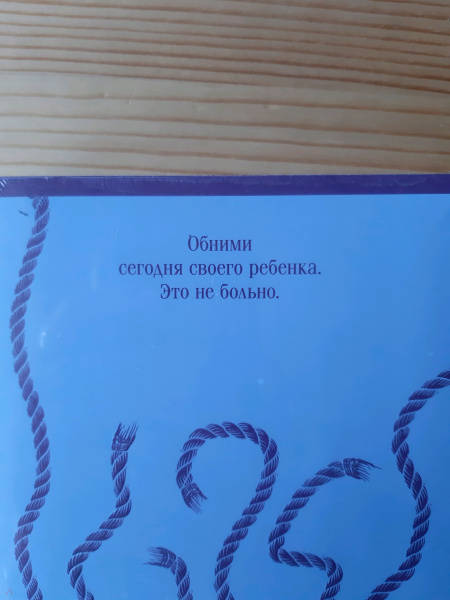 Обними
сегодня своего ребенка.
Это не больно.